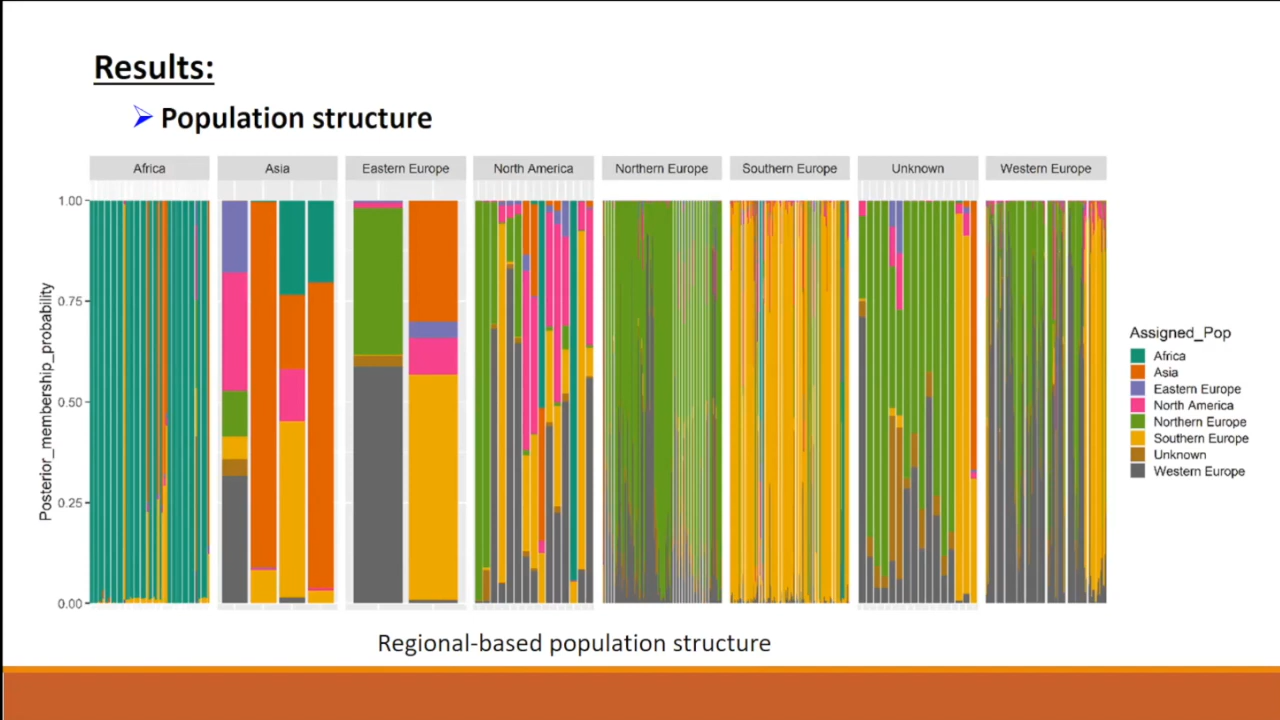 Results:
Population structure
Africa Asia Eastern Europe North America Northern Europe Southern Europe Unknown Western Europe
1.00
0.75
0.50
0.25
0.00
Posterior_membership_probability
Assigned_Pop
Africa
Asia
Eastern Europe
North America
Northern Europe
Southern Europe
Unknown
Western Europe
Regional-based population structure